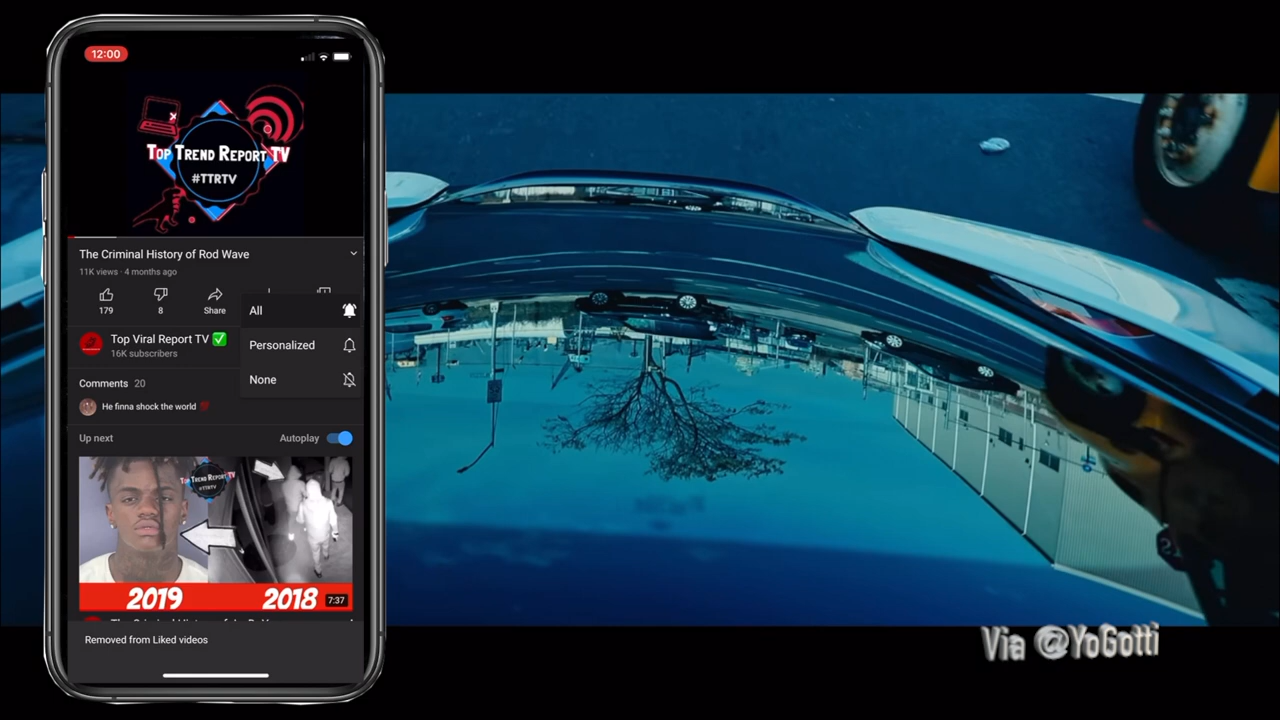 12:00
TOP TREND REPORT TV
#TTRTV
The Criminal History of Rod Wave
11K views · 4 months ago
179
8
Share
All
Personalized
None
Top Viral Report TV ✅
16K subscribers
Comments 20
He finna shock the world 💯
Up next
Autoplay
TOP TREND REPORT TV
#TTRTV
2019
2018
7:37
Removed from Liked videos
Via @YoGotti